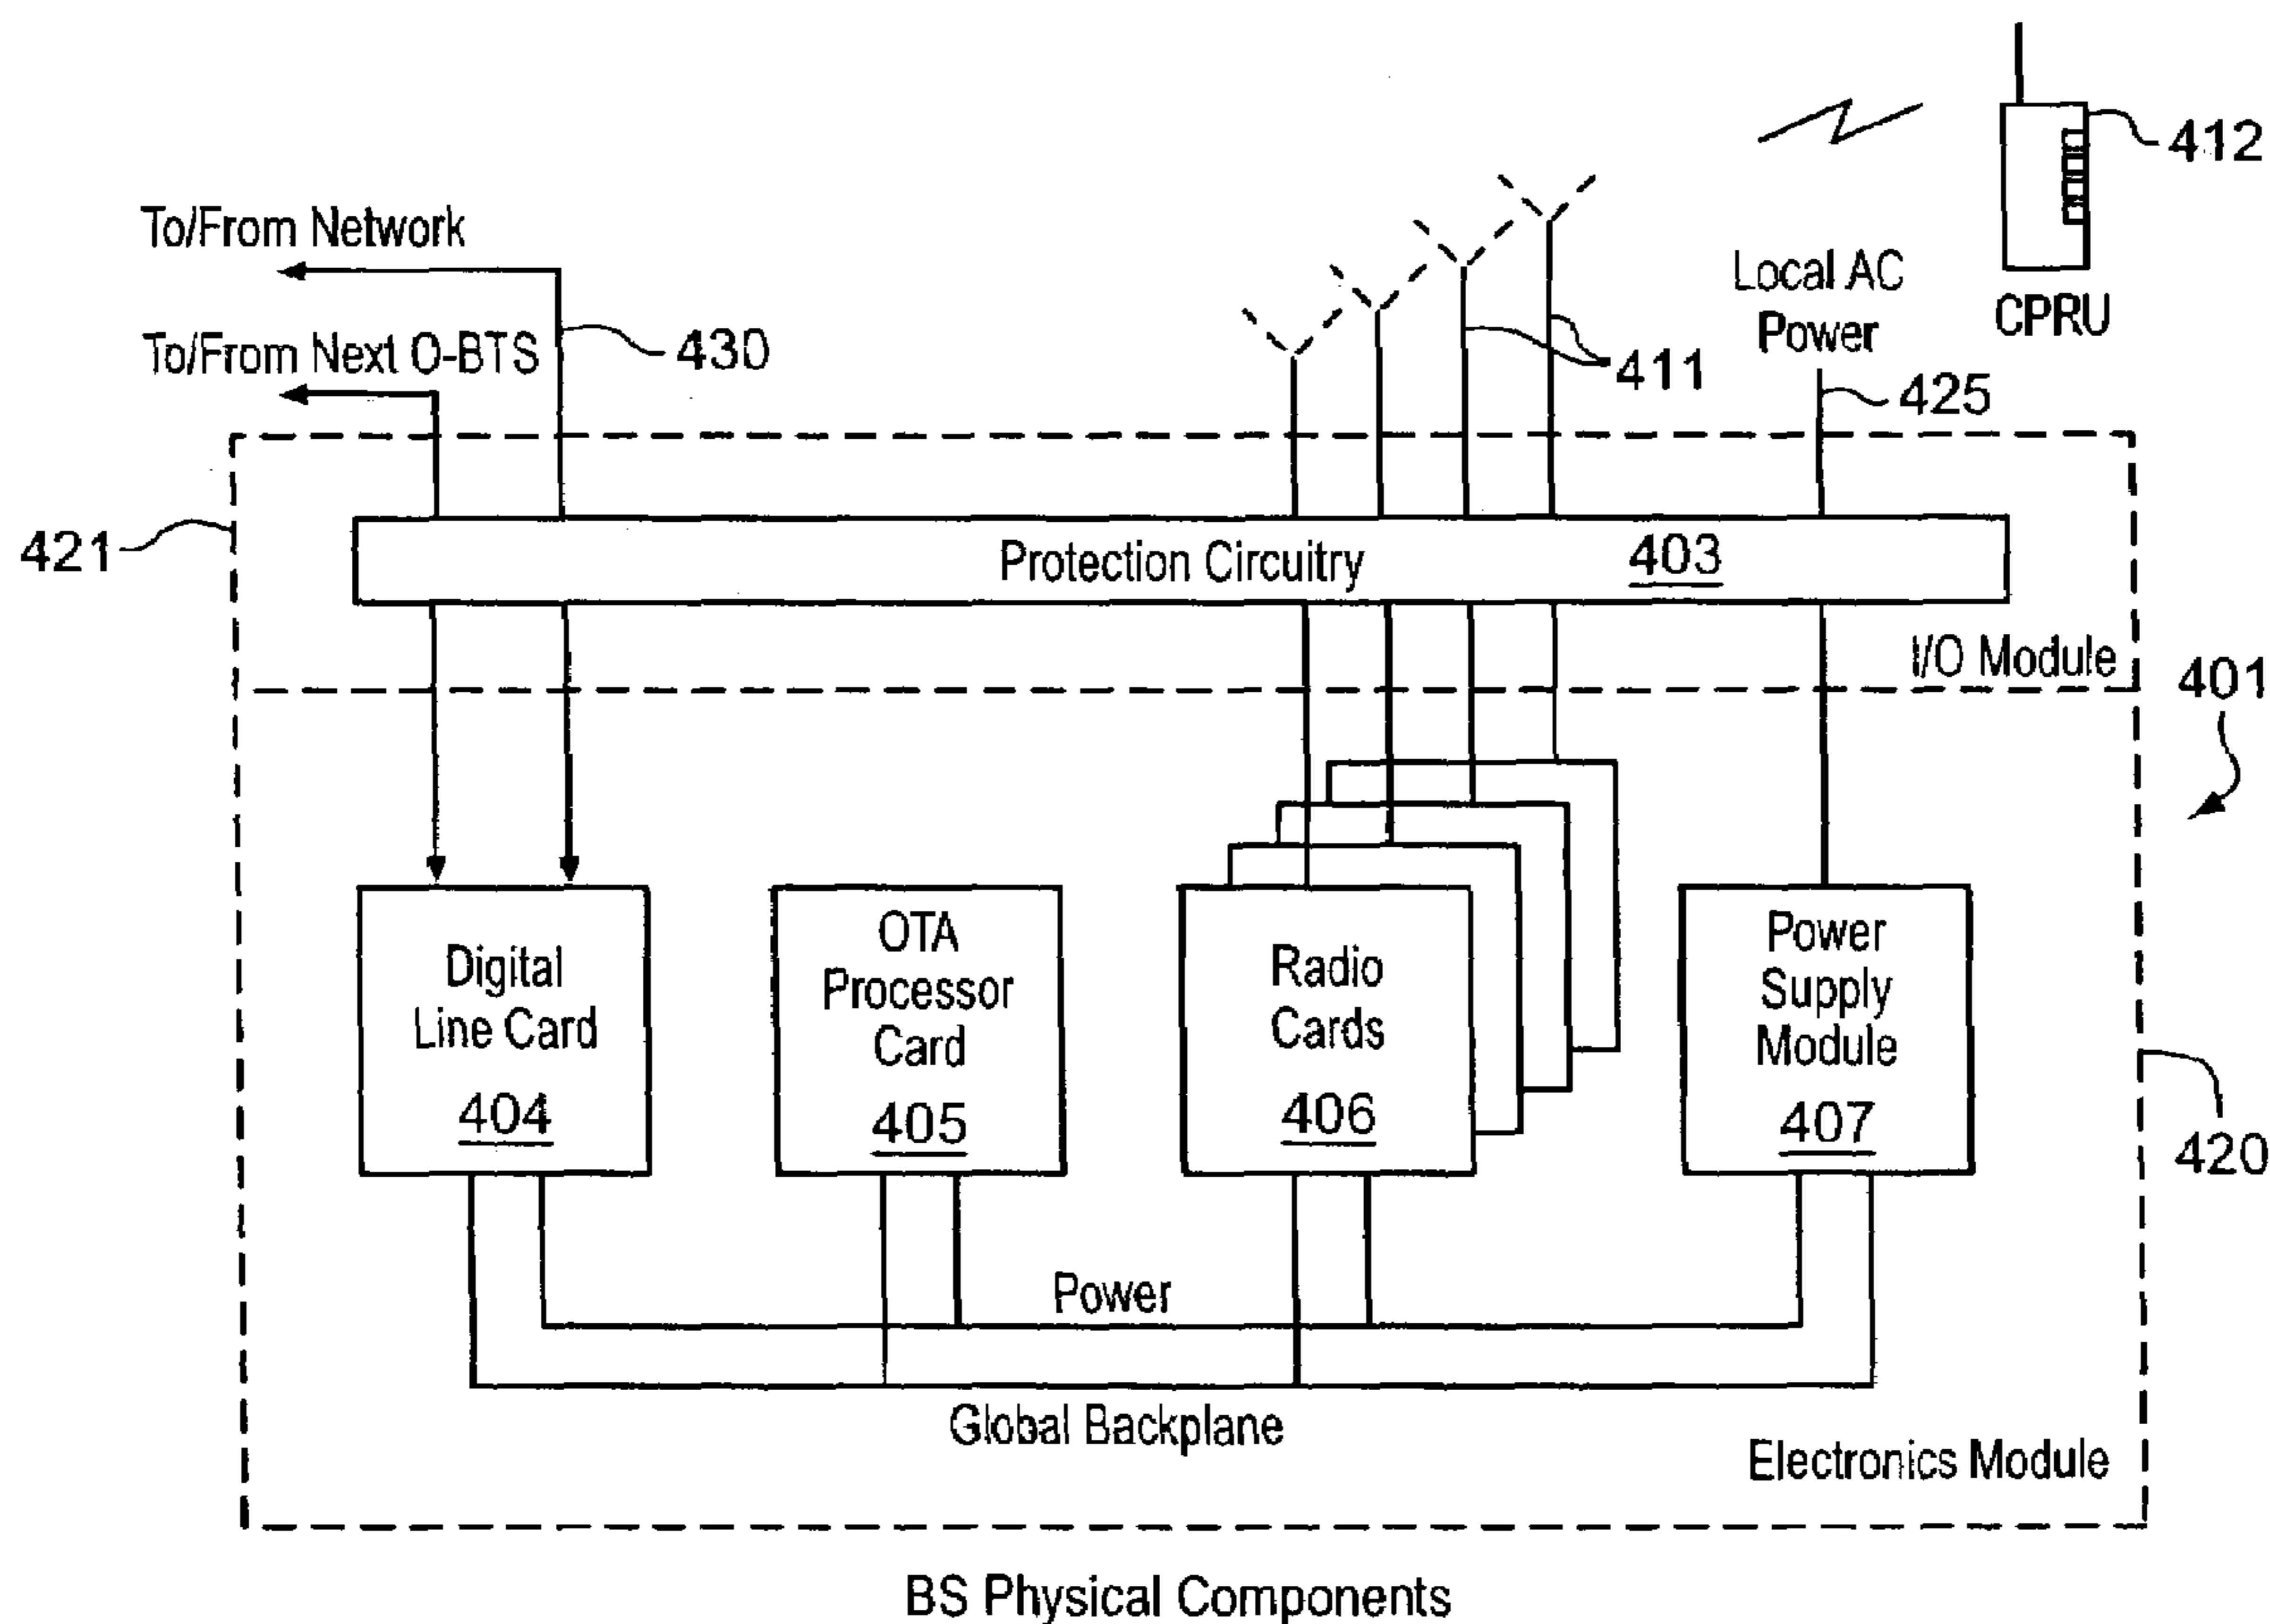 412
To/From Network
Local AC
Power
CPRU
To/From Next O-BTS
430
411
425
421
Protection Circuitry 403
I/O Module
401
Digital
Line Card
404
OTA
Processor
Card
405
Radio
Cards
406
Power
Supply
Module
407
420
Power
Global Backplane
Electronics Module
BS Physical Components